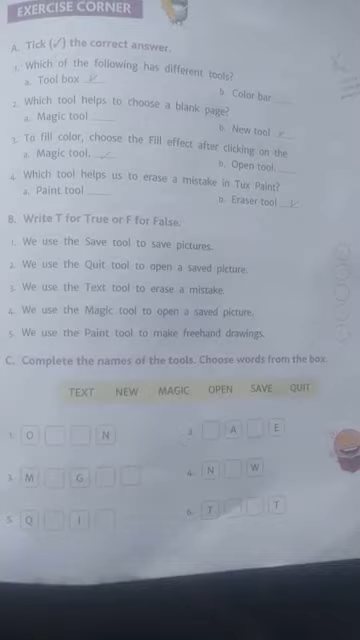 EXERCISE CORNER
A. Tick (✓) the correct answer.
1. Which of the following has different tools?
a. Tool box ✓ b. Color bar
2. Which tool helps to choose a blank page?
a. Magic tool b. New tool ✓
3. To fill color, choose the Fill effect after clicking on the
a. Magic tool. ✓ b. Open tool.
4. Which tool helps us to erase a mistake in Tux Paint?
a. Paint tool b. Eraser tool ✓
B. Write T for True or F for False.
1. We use the Save tool to save pictures.
2. We use the Quit tool to open a saved picture.
3. We use the Text tool to erase a mistake.
4. We use the Magic tool to open a saved picture.
5. We use the Paint tool to make freehand drawings.
C. Complete the names of the tools. Choose words from the box.
TEXT NEW MAGIC OPEN SAVE QUIT
1. O N 2. A E
3. M G 4. N W
5. Q I 6. T T